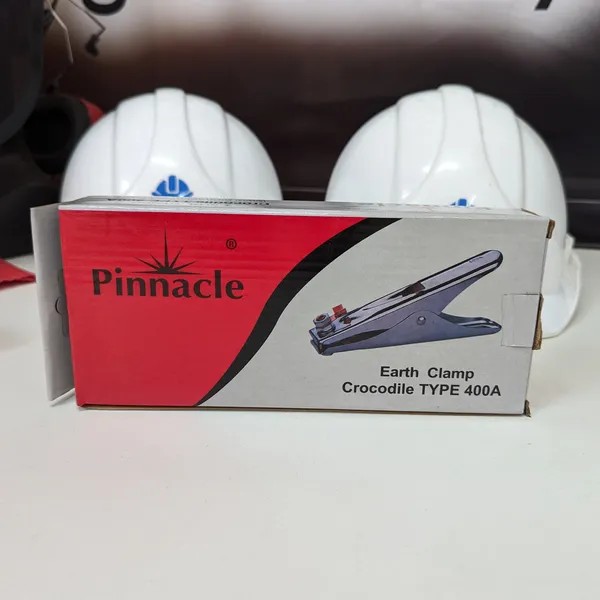 Pinnacle ®
Earth Clamp
Crocodile TYPE 400A